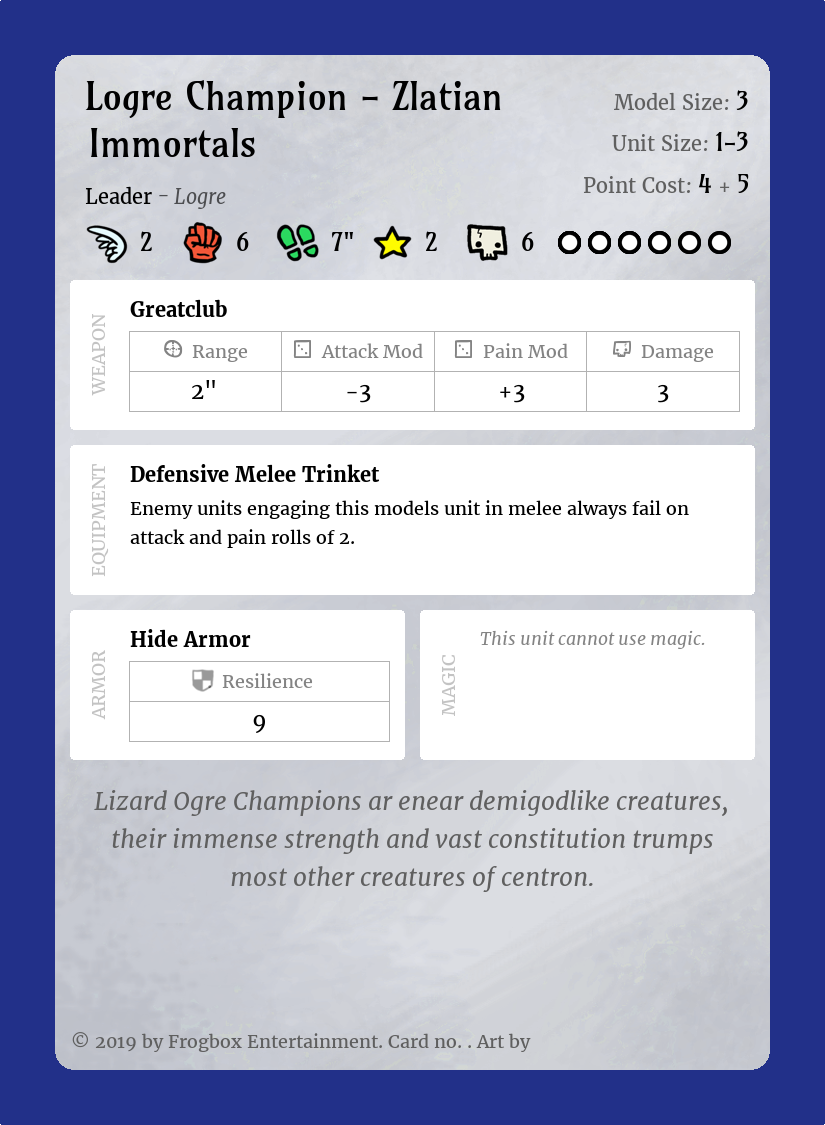 Logre Champion – Zlatian
Immortals
Model Size: 3
Unit Size: 1-3
Point Cost: 4 + 5
Leader – Logre
2 6 7" 2 6
WEAPON
Greatclub
Range Attack Mod Pain Mod Damage
2" -3 +3 3
EQUIPMENT
Defensive Melee Trinket
Enemy units engaging this models unit in melee always fail on
attack and pain rolls of 2.
ARMOR
Hide Armor
Resilience
9
MAGIC
This unit cannot use magic.
Lizard Ogre Champions ar enear demigodlike creatures,
their immense strength and vast constitution trumps
most other creatures of centron.
© 2019 by Frogbox Entertainment. Card no. . Art by